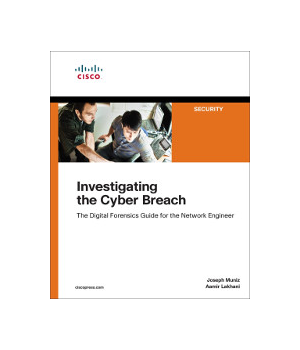 CISCO
SECURITY
Investigating
the Cyber Breach
The Digital Forensics Guide for the Network Engineer
Joseph Muniz
Aamir Lakhani
ciscopress.com